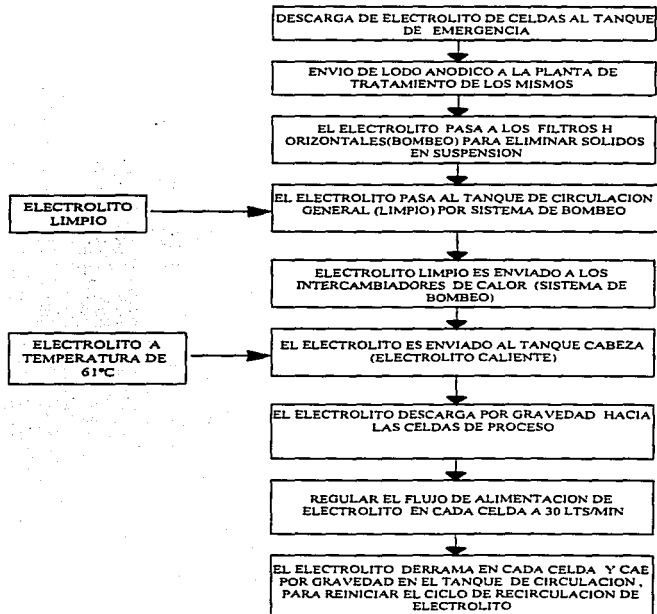 DESCARGA DE ELECTROLITO DE CELDAS AL TANQUE
DE EMERGENCIA
ENVIO DE LODO ANODICO A LA PLANTA DE
TRATAMIENTO DE LOS MISMOS
EL ELECTROLITO PASA A LOS FILTROS H
ORIZONTALES(BOMBEO) PARA ELIMINAR SOLIDOS
EN SUSPENSION
ELECTROLITO
LIMPIO
EL ELECTROLITO PASA AL TANQUE DE CIRCULACION
GENERAL (LIMPIO) POR SISTEMA DE BOMBEO
ELECTROLITO LIMPIO ES ENVIADO A LOS
INTERCAMBIADORES DE CALOR (SISTEMA DE
BOMBEO)
ELECTROLITO A
TEMPERATURA DE
61°C
EL ELECTROLITO ES ENVIADO AL TANQUE CABEZA
(ELECTROLITO CALIENTE)
EL ELECTROLITO DESCARGA POR GRAVEDAD HACIA
LAS CELDAS DE PROCESO
REGULAR EL FLUJO DE ALIMENTACION DE
ELECTROLITO EN CADA CELDA A 30 LTS/MIN
EL ELECTROLITO DERRAMA EN CADA CELDA Y CAE
POR GRAVEDAD EN EL TANQUE DE CIRCULACION,
PARA REINICIAR EL CICLO DE RECIRCULACION DE
ELECTROLITO